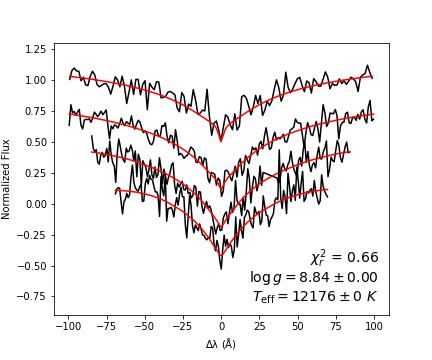 1.25
1.00
0.75
0.50
0.25
0.00
−0.25
−0.50
−0.75
Normalized Flux
χ²ᵣ = 0.66
log g = 8.84 ± 0.00
T_eff = 12176 ± 0 K
−100 −75 −50 −25 0 25 50 75 100
Δλ (Å)